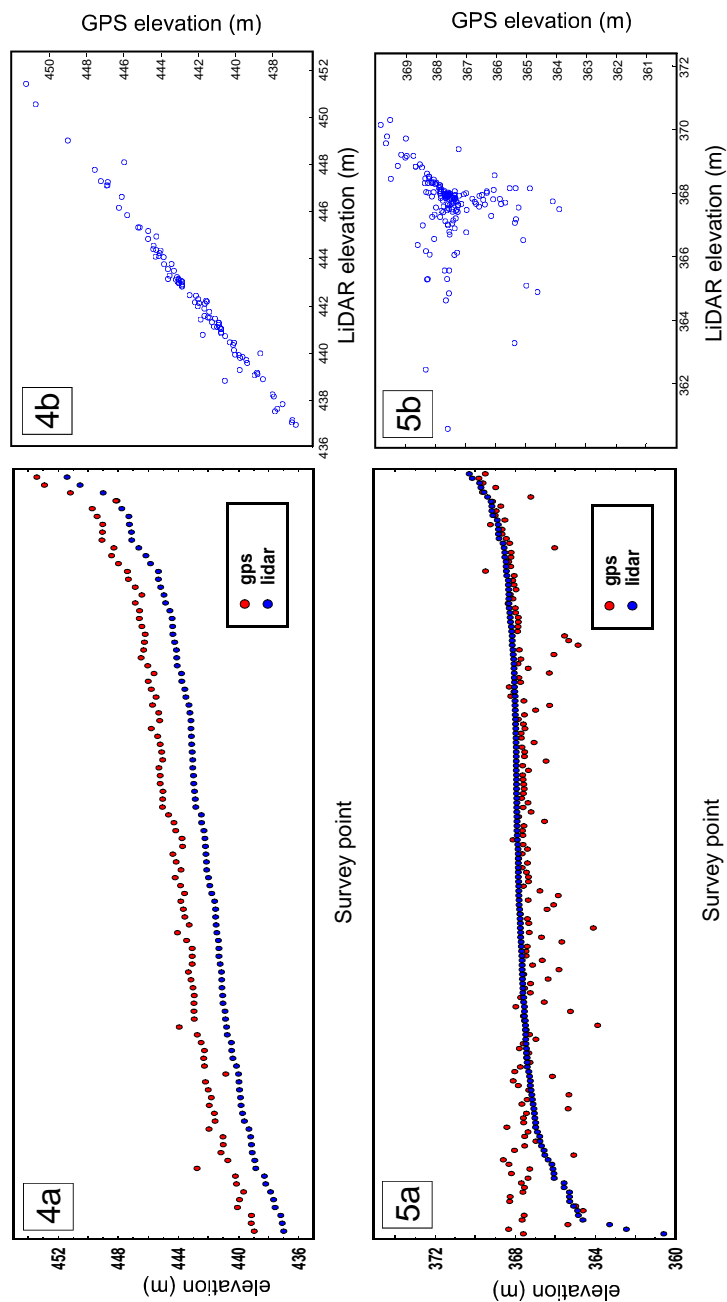 4a
elevation (m)
452
448
444
440
436
gps
lidar
Survey point
4b
GPS elevation (m)
450
448
446
444
442
440
438
436 438 440 442 443 446 448 450 452
LiDAR elevation (m)
5a
elevation (m)
372
368
364
360
gps
lidar
Survey point
5b
GPS elevation (m)
369
368
367
366
365
364
363
362
361
362 364 366 368 370 372
LiDAR elevation (m)